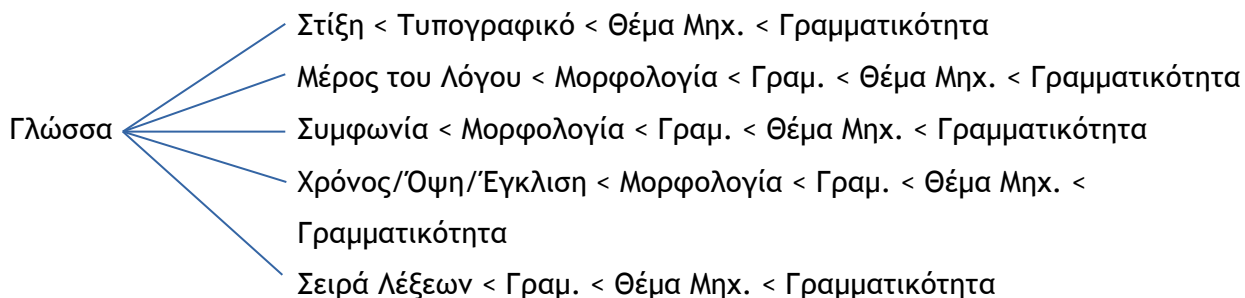 Στίξη < Τυπογραφικό < Θέμα Μηχ. < Γραμματικότητα
Μέρος του Λόγου < Μορφολογία < Γραμ. < Θέμα Μηχ. < Γραμματικότητα
Γλώσσα
Συμφωνία < Μορφολογία < Γραμ. < Θέμα Μηχ. < Γραμματικότητα
Χρόνος/Όψη/Έγκλιση < Μορφολογία < Γραμ. < Θέμα Μηχ. <
Γραμματικότητα
Σειρά Λέξεων < Γραμ. < Θέμα Μηχ. < Γραμματικότητα